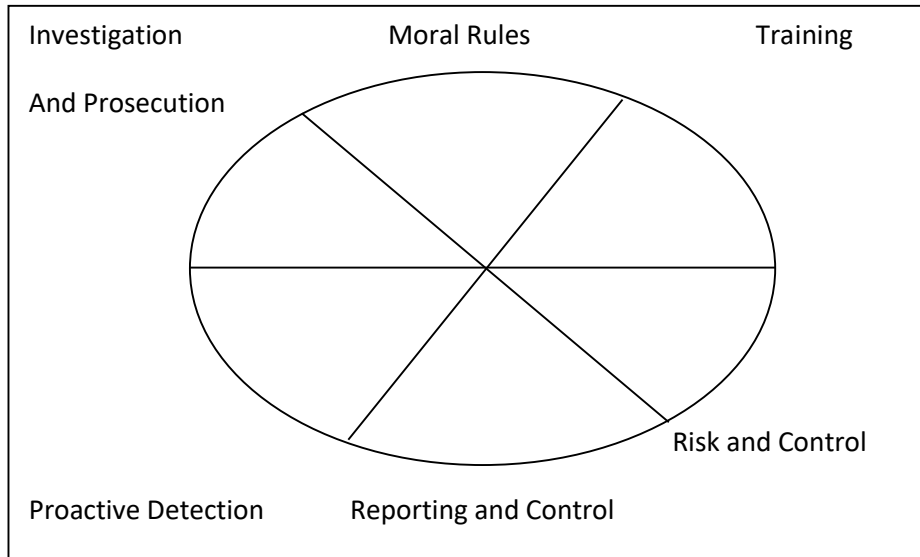 Investigation Moral Rules Training
And Prosecution
Risk and Control
Proactive Detection Reporting and Control